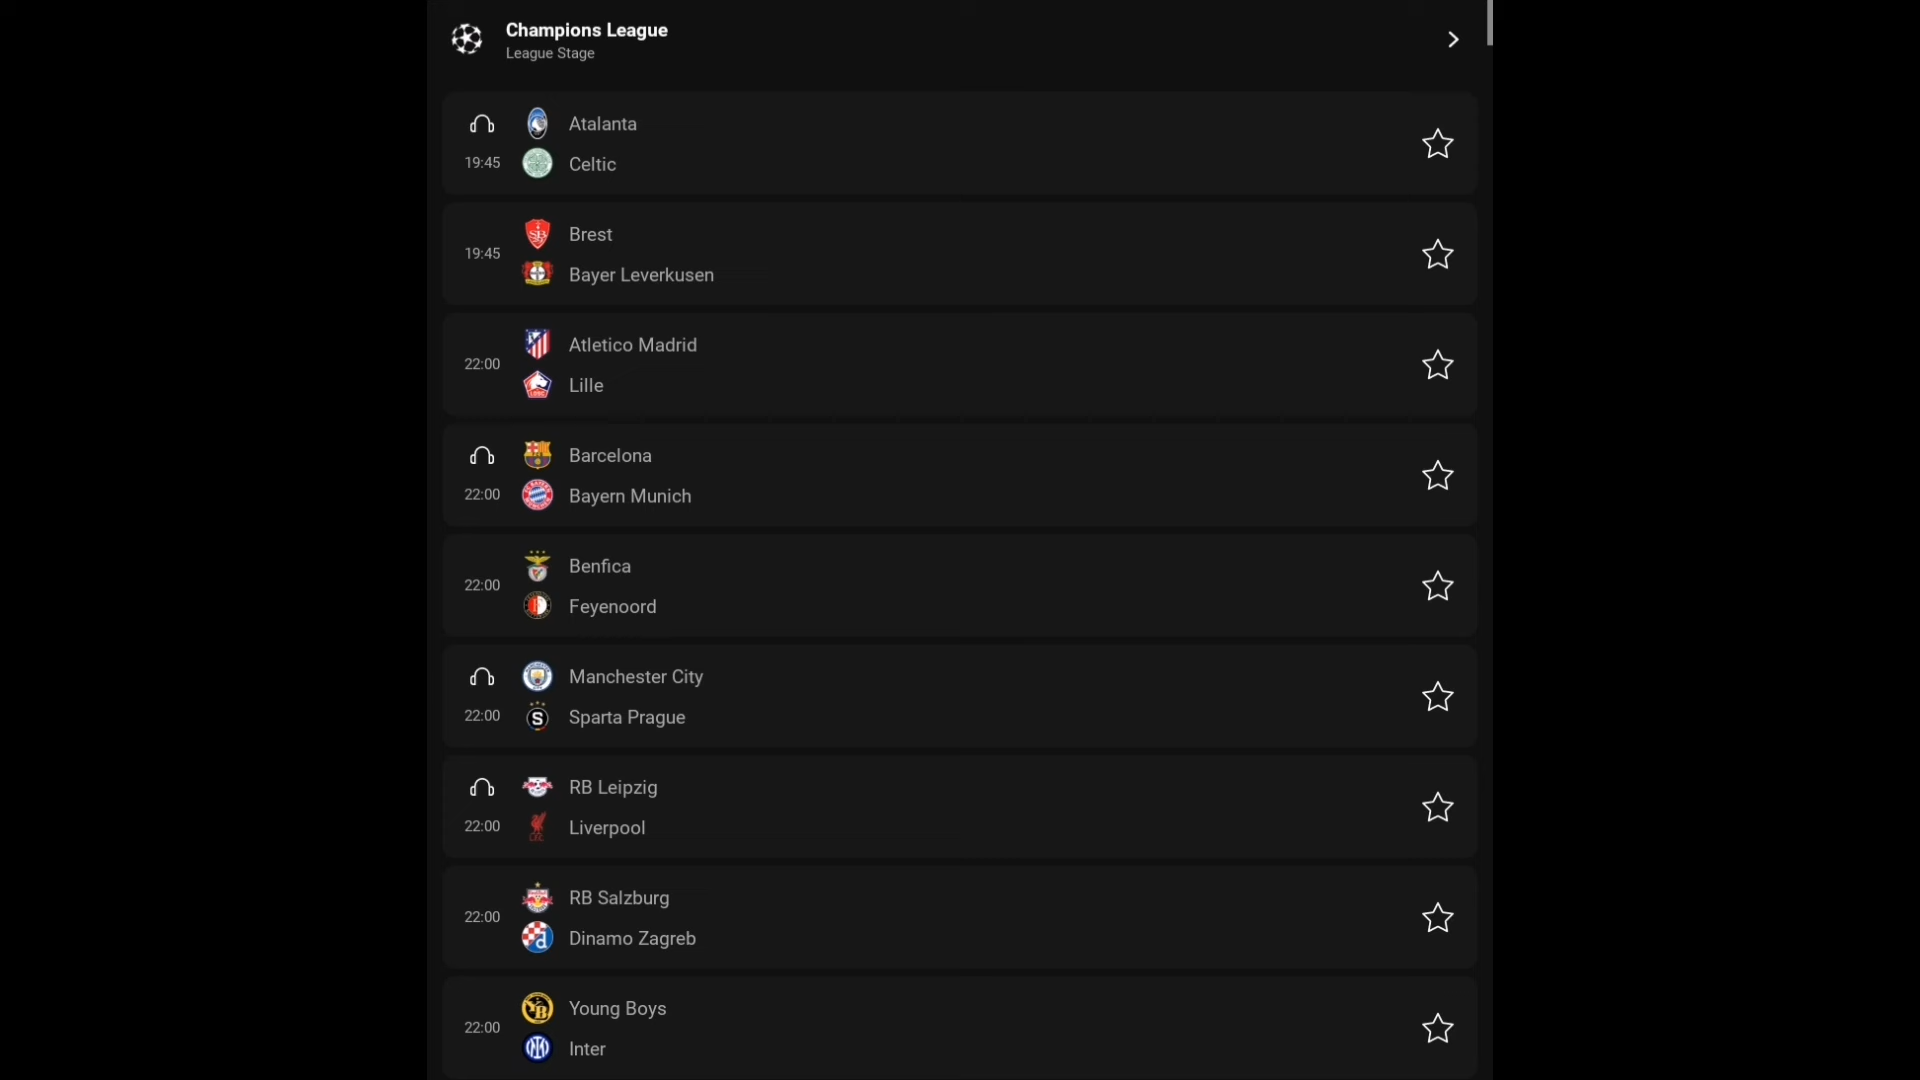 Champions League
League Stage
Atalanta
19:45
Celtic
Brest
19:45
Bayer Leverkusen
Atletico Madrid
22:00
Lille
Barcelona
22:00
Bayern Munich
Benfica
22:00
Feyenoord
Manchester City
22:00
Sparta Prague
RB Leipzig
22:00
Liverpool
RB Salzburg
22:00
Dinamo Zagreb
Young Boys
22:00
Inter